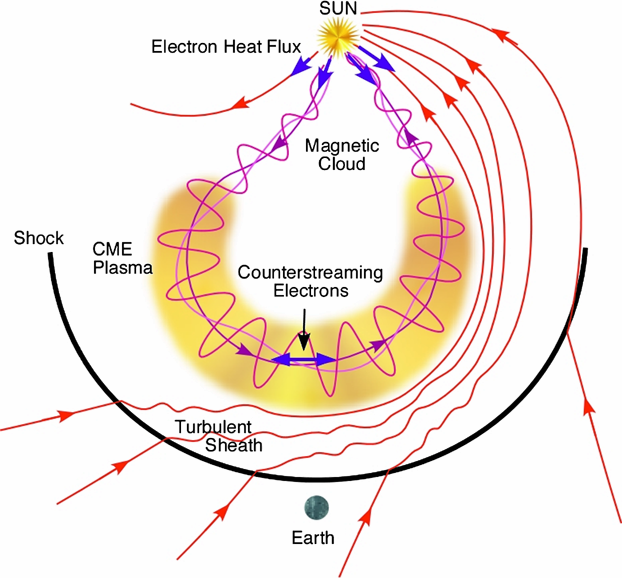 SUN
Electron Heat Flux
Magnetic
Cloud
Shock
CME
Plasma
Counterstreaming
Electrons
Turbulent
Sheath
Earth